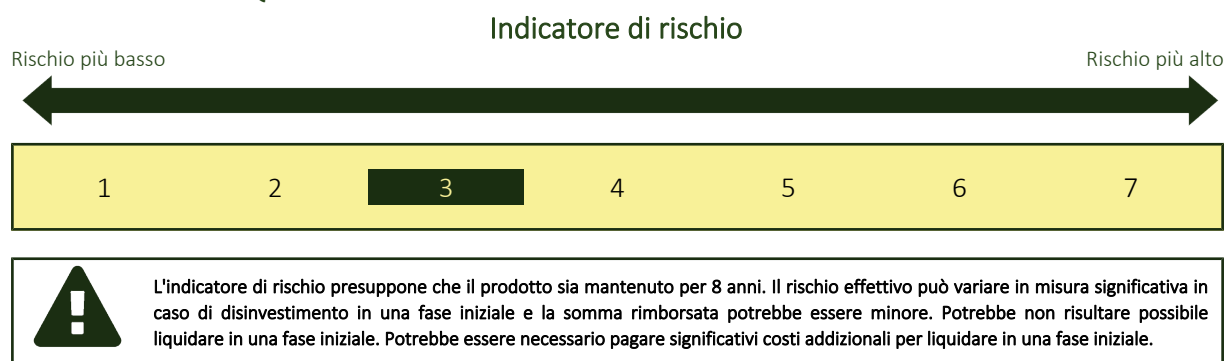 Indicatore di rischio
Rischio più basso
Rischio più alto
1 2 3 4 5 6 7
L'indicatore di rischio presuppone che il prodotto sia mantenuto per 8 anni. Il rischio effettivo può variare in misura significativa in
caso di disinvestimento in una fase iniziale e la somma rimborsata potrebbe essere minore. Potrebbe non risultare possibile
liquidare in una fase iniziale. Potrebbe essere necessario pagare significativi costi addizionali per liquidare in una fase iniziale.